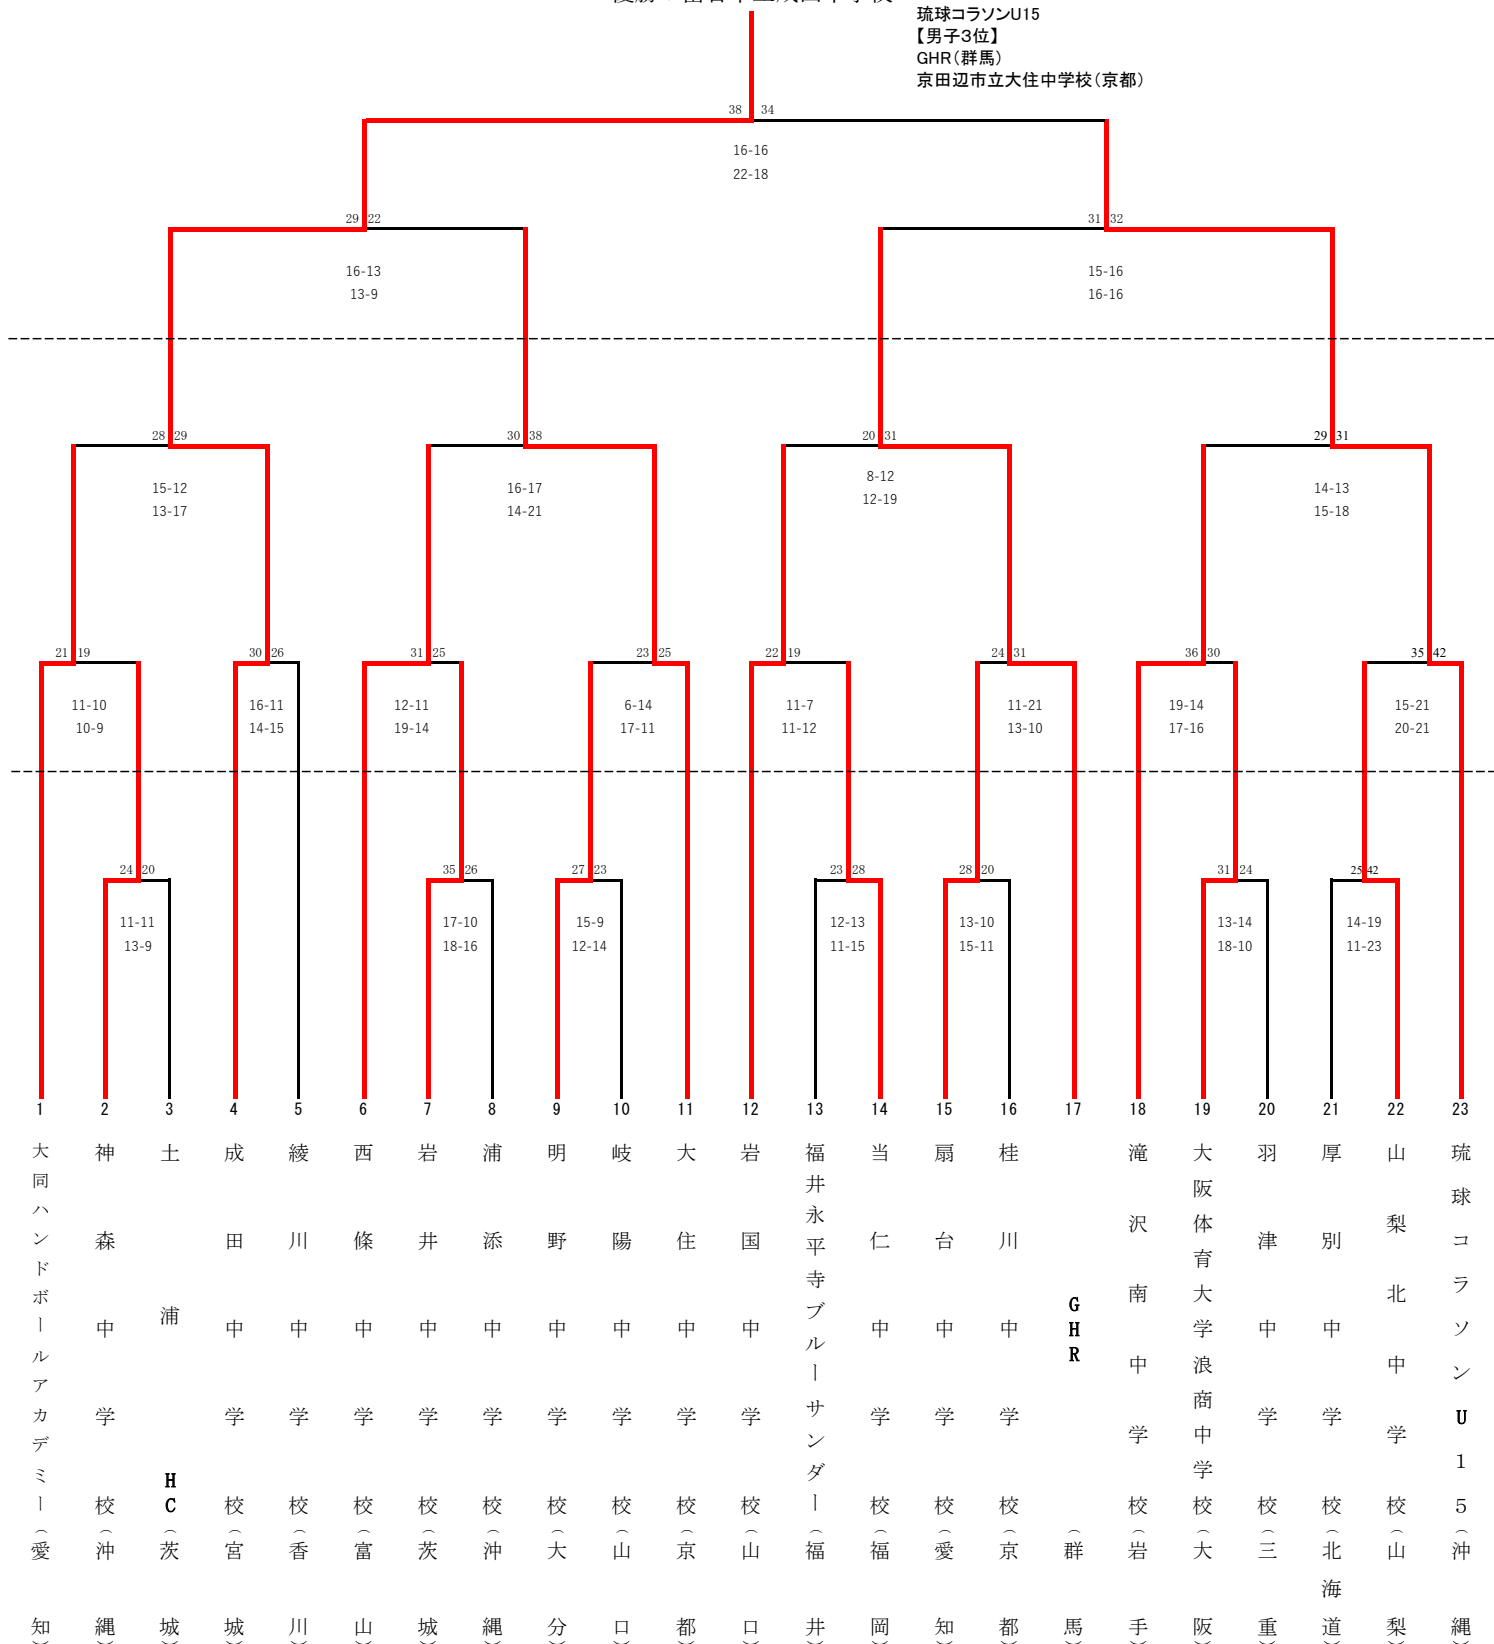 琉球コラソンU15
【男子3位】
GHR(群馬)
京田辺市立大住中学校(京都)
38 34
16-16
22-18
29 22
16-13
13-9
31 32
15-16
16-16
28 29
15-12
13-17
30 38
16-17
14-21
20 31
8-12
12-19
29 31
14-13
15-18
21 19
11-10
10-9
30 26
16-11
14-15
31 25
12-11
19-14
23 25
6-14
17-11
22 19
11-7
11-12
24 31
11-21
13-10
36 30
19-14
17-16
35 42
15-21
20-21
24 20
11-11
13-9
35 26
17-10
18-16
27 23
15-9
12-14
23 28
12-13
11-15
28 20
13-10
15-11
31 24
13-14
18-10
25 42
14-19
11-23
1 2 3 4 5 6 7 8 9 10 11 12 13 14 15 16 17 18 19 20 21 22 23
大同ハンドボールアカデミー(愛知)
神森中学校(沖縄)
土浦HC(茨城)
成田中学校(宮城)
綾川中学校(香川)
西條中学校(富山)
岩井中学校(茨城)
浦添中学校(沖縄)
明野中学校(大分)
岐陽中学校(山口)
大住中学校(京都)
岩国中学校(山口)
福井永平寺ブルーサンダー(福井)
当仁中学校(福岡)
扇台中学校(愛知)
桂川中学校(京都)
GHR(群馬)
滝沢南中学校(岩手)
大阪体育大学浪商中学校(大阪)
羽津中学校(三重)
厚別中学校(北海道)
山梨北中学校(山梨)
琉球コラソンU15(沖縄)